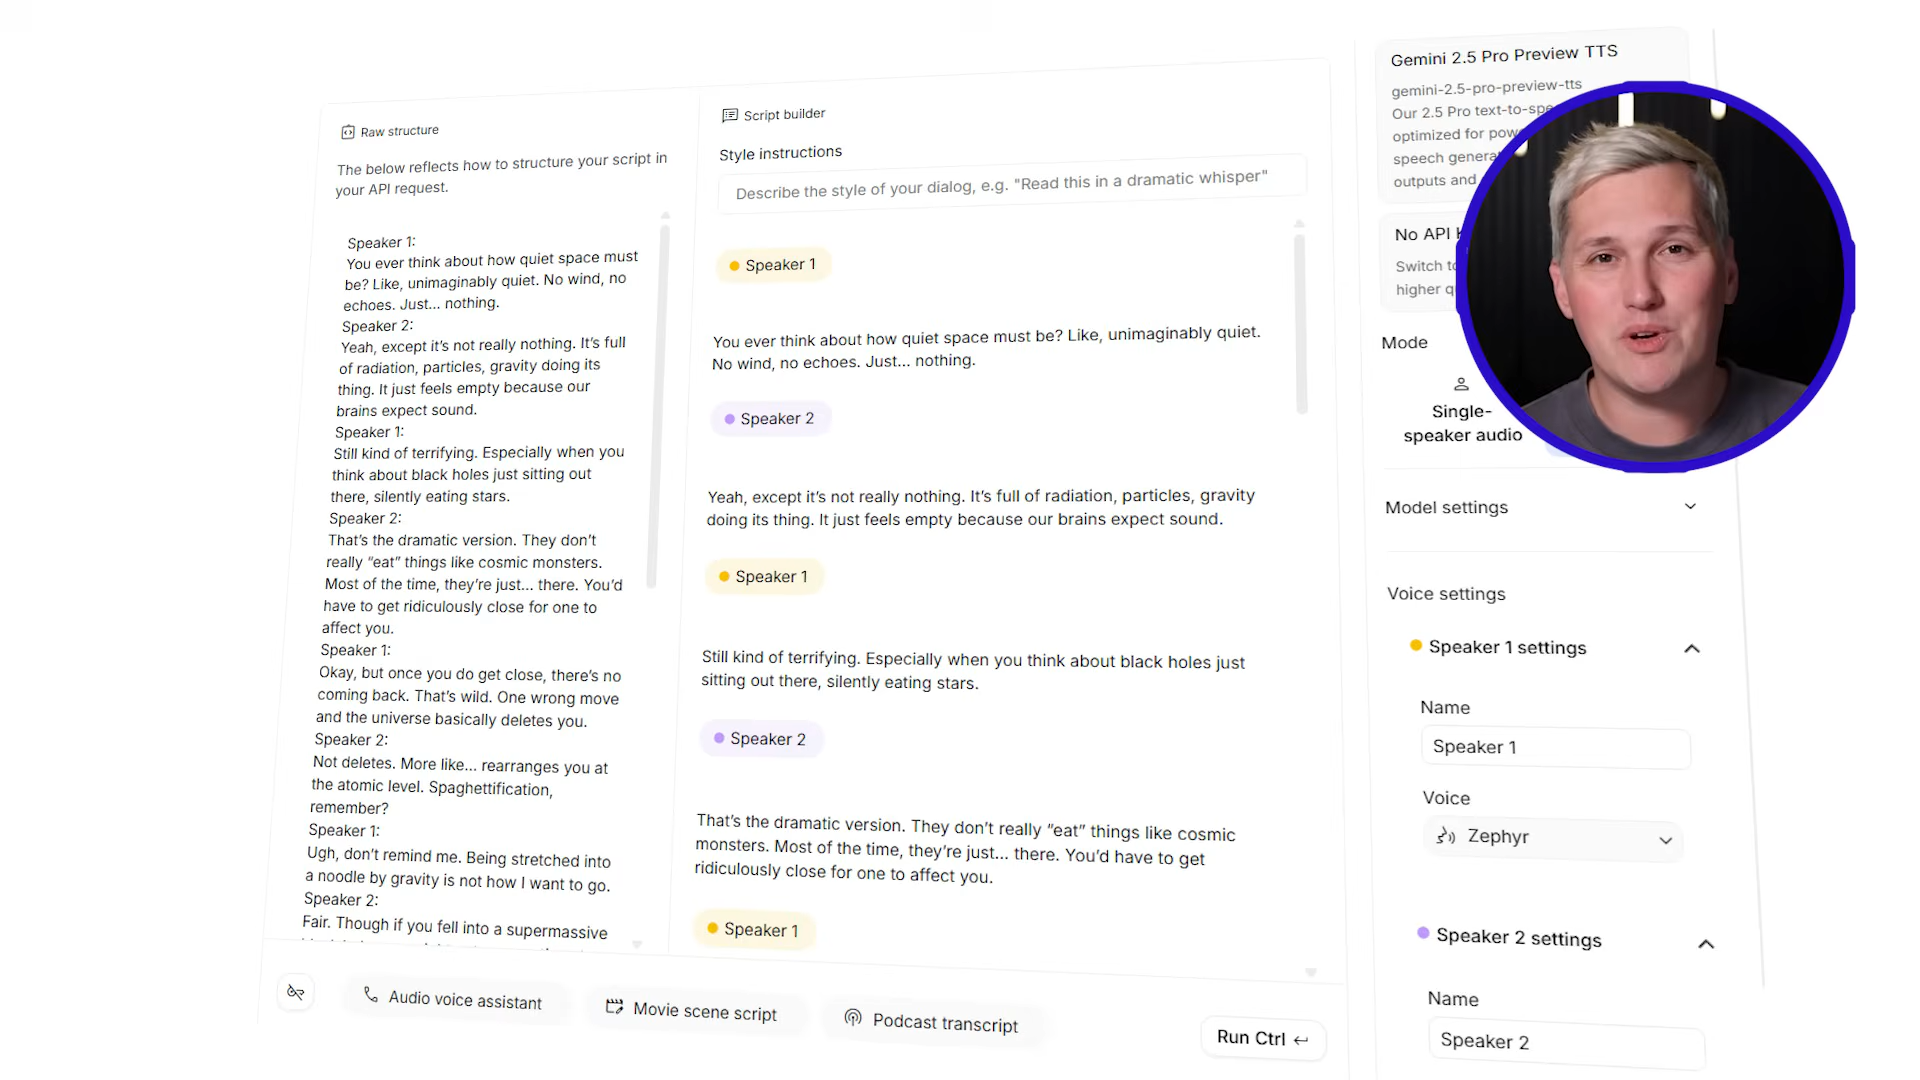 Raw structure
The below reflects how to structure your script in
your API request.
Speaker 1:
You ever think about how quiet space must
be? Like, unimaginably quiet. No wind, no
echoes. Just... nothing.
Speaker 2:
Yeah, except it's not really nothing. It's full
of radiation, particles, gravity doing its
thing. It just feels empty because our
brains expect sound.
Speaker 1:
Still kind of terrifying. Especially when you
think about black holes just sitting out
there, silently eating stars.
Speaker 2:
That's the dramatic version. They don't
really “eat” things like cosmic monsters.
Most of the time, they're just... there. You'd
have to get ridiculously close for one to
affect you.
Speaker 1:
Okay, but once you do get close, there's no
coming back. That's wild. One wrong move
and the universe basically deletes you.
Speaker 2:
Not deletes. More like... rearranges you at
the atomic level. Spaghettification,
remember?
Speaker 1:
Ugh, don't remind me. Being stretched into
a noodle by gravity is not how I want to go.
Speaker 2:
Fair. Though if you fell into a supermassive
Script builder
Style instructions
Describe the style of your dialog, e.g. "Read this in a dramatic whisper"
Speaker 1
You ever think about how quiet space must be? Like, unimaginably quiet.
No wind, no echoes. Just... nothing.
Speaker 2
Yeah, except it's not really nothing. It's full of radiation, particles, gravity
doing its thing. It just feels empty because our brains expect sound.
Speaker 1
Still kind of terrifying. Especially when you think about black holes just
sitting out there, silently eating stars.
Speaker 2
That's the dramatic version. They don't really “eat” things like cosmic
monsters. Most of the time, they're just... there. You'd have to get
ridiculously close for one to affect you.
Speaker 1
Audio voice assistant
Movie scene script
Podcast transcript
Run Ctrl ↵
Gemini 2.5 Pro Preview TTS
gemini-2.5-pro-preview-tts
Our 2.5 Pro
optimized for
speech
outputs and
No API
Switch
higher
Mode
Single-
speaker audio
Model settings
Voice settings
Speaker 1 settings
Name
Speaker 1
Voice
Zephyr
Speaker 2 settings
Name
Speaker 2